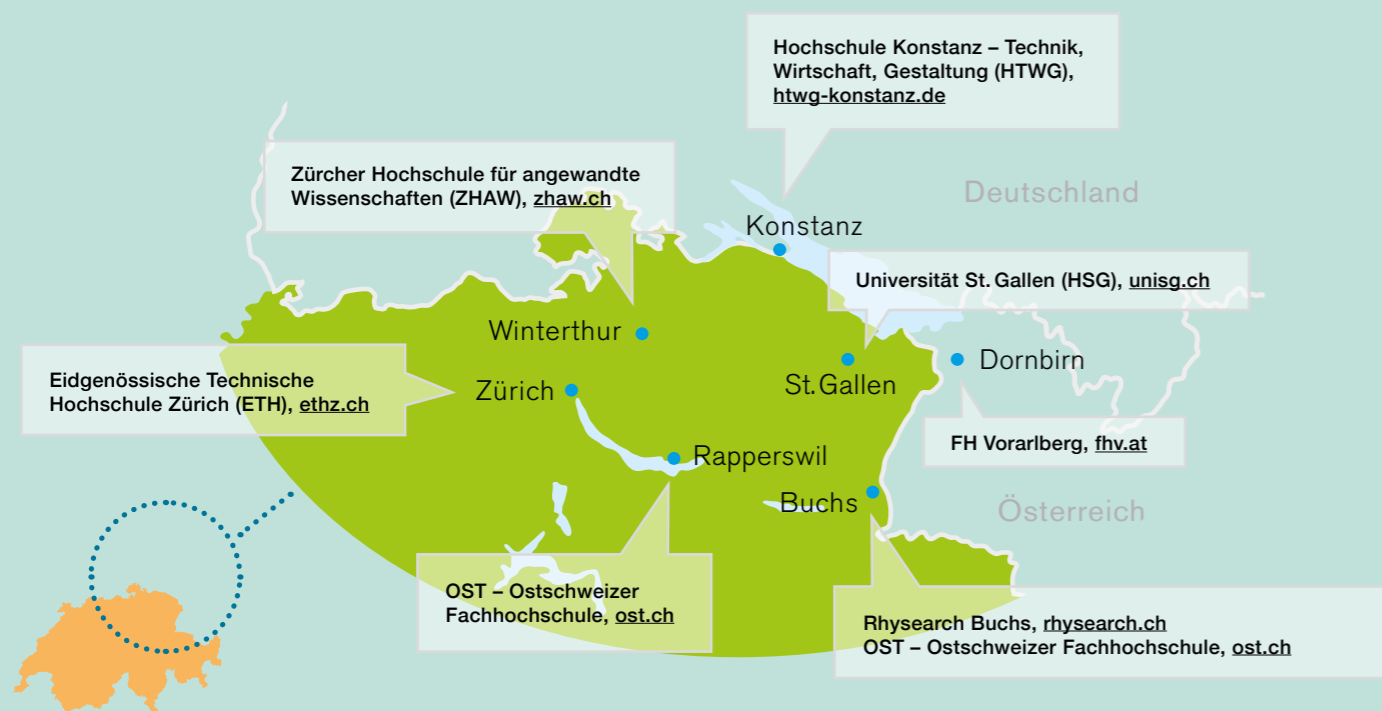 Hochschule Konstanz – Technik,
Wirtschaft, Gestaltung (HTWG),
htwg-konstanz.de
Zürcher Hochschule für angewandte
Wissenschaften (ZHAW), zhaw.ch
Deutschland
Konstanz
Universität St. Gallen (HSG), unisg.ch
Winterthur
St. Gallen
Dornbirn
Eidgenössische Technische
Hochschule Zürich (ETH), ethz.ch
Zürich
FH Vorarlberg, fhv.at
Rapperswil
Buchs
Österreich
OST – Ostschweizer
Fachhochschule, ost.ch
Rhysearch Buchs, rhysearch.ch
OST – Ostschweizer Fachhochschule, ost.ch